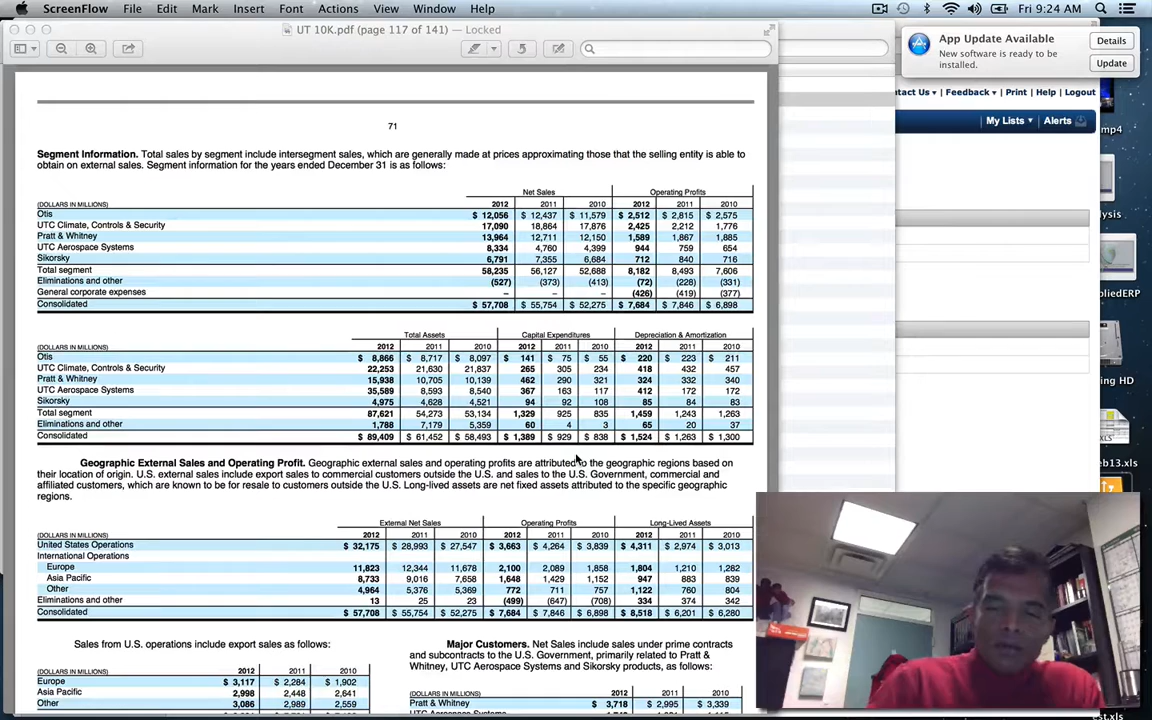 ScreenFlow File Edit Mark Insert Font Actions View Window Help Fri 9:24 AM
UT 10K.pdf (page 117 of 141) — Locked
App Update Available
New software is ready to be
installed.
Details
Update
ntact Us Feedback Print Help Logout
My Lists Alerts
71
Segment Information. Total sales by segment include intersegment sales, which are generally made at prices approximating those that the selling entity is able to
obtain on external sales. Segment information for the years ended December 31 is as follows:
Net Sales Operating Profits
(DOLLARS IN MILLIONS) 2012 2011 2010 2012 2011 2010
Otis $ 12,056 $ 12,437 $ 11,579 $ 2,512 $ 2,815 $ 2,575
UTC Climate, Controls & Security 17,090 18,864 17,876 2,425 2,212 1,776
Pratt & Whitney 13,964 12,711 12,150 1,589 1,867 1,885
UTC Aerospace Systems 8,334 4,760 4,399 944 759 654
Sikorsky 6,791 7,355 6,684 712 840 716
Total segment 58,235 56,127 52,688 8,182 8,493 7,606
Eliminations and other (527) (373) (413) (72) (228) (331)
General corporate expenses – – – (426) (419) (377)
Consolidated $ 57,708 $ 55,754 $ 52,275 $ 7,684 $ 7,846 $ 6,898
Total Assets Capital Expenditures Depreciation & Amortization
(DOLLARS IN MILLIONS) 2012 2011 2010 2012 2011 2010 2012 2011 2010
Otis $ 8,866 $ 8,717 $ 8,097 $ 141 $ 75 $ 55 $ 220 $ 223 $ 211
UTC Climate, Controls & Security 22,253 21,630 21,837 265 305 234 418 432 457
Pratt & Whitney 15,938 10,705 10,139 462 290 321 324 332 340
UTC Aerospace Systems 35,589 8,593 8,540 367 163 117 412 172 172
Sikorsky 4,975 4,628 4,521 94 92 108 85 84 83
Total segment 87,621 54,273 53,134 1,329 925 835 1,459 1,243 1,263
Eliminations and other 1,788 7,179 5,359 60 4 3 65 20 37
Consolidated $ 89,409 $ 61,452 $ 58,493 $ 1,389 $ 929 $ 838 $ 1,524 $ 1,263 $ 1,300
Geographic External Sales and Operating Profit. Geographic external sales and operating profits are attributed to the geographic regions based on
their location of origin. U.S. external sales include export sales to commercial customers outside the U.S. and sales to the U.S. Government, commercial and
affiliated customers, which are known to be for resale to customers outside the U.S. Long-lived assets are net fixed assets attributed to the specific geographic
regions.
External Net Sales Operating Profits Long-Lived Assets
(DOLLARS IN MILLIONS) 2012 2011 2010 2012 2011 2010 2012 2011 2010
United States Operations $ 32,175 $ 28,993 $ 27,547 $ 3,663 $ 4,264 $ 3,839 $ 4,311 $ 2,974 $ 3,013
International Operations
Europe 11,823 12,344 11,678 2,100 2,089 1,858 1,804 1,210 1,282
Asia Pacific 8,733 9,016 7,658 1,648 1,429 1,152 947 883 839
Other 4,964 5,376 5,369 772 711 757 1,122 760 804
Eliminations and other 13 25 23 (499) (647) (708) 334 374 342
Consolidated $ 57,708 $ 55,754 $ 52,275 $ 7,684 $ 7,846 $ 6,898 $ 8,518 $ 6,201 $ 6,280
Sales from U.S. operations include export sales as follows:
(DOLLARS IN MILLIONS) 2012 2011 2010
Europe $ 3,117 $ 2,284 $ 1,902
Asia Pacific 2,998 2,448 2,641
Other 3,086 2,989 2,559
Major Customers. Net Sales include sales under prime contracts
and subcontracts to the U.S. Government, primarily related to Pratt &
Whitney, UTC Aerospace Systems and Sikorsky products, as follows:
(DOLLARS IN MILLIONS) 2012 2011 2010
Pratt & Whitney $ 3,718 $ 2,995 $ 3,339
mp4
alysis
pliedERP
ng HD
XLS
eb13.xls
est.xls